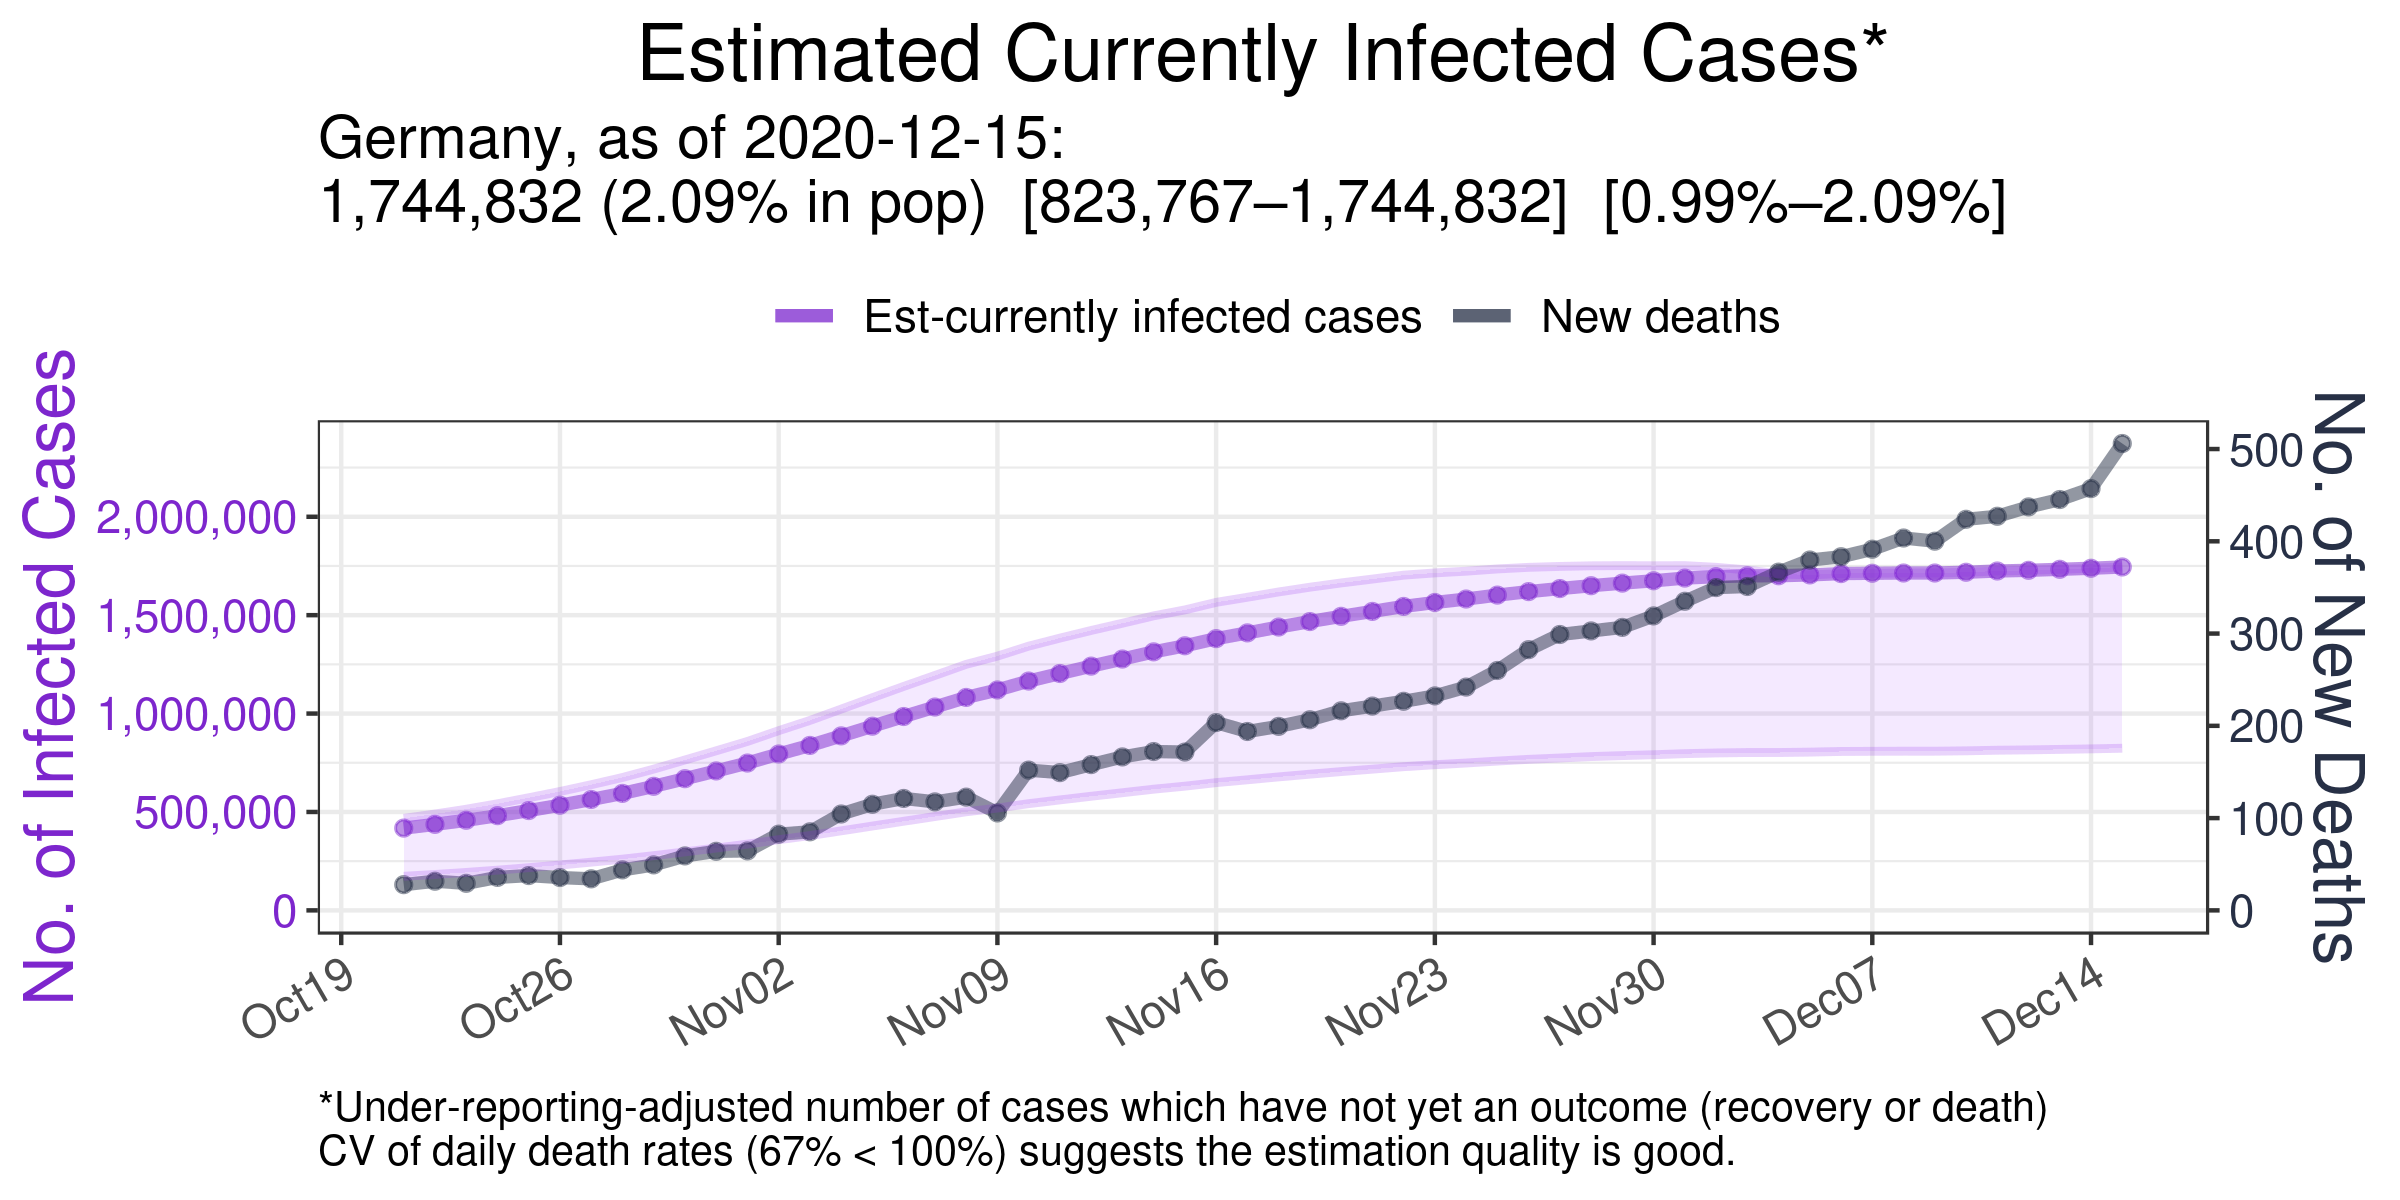 Estimated Currently Infected Cases*
Germany, as of 2020-12-15:
1,744,832 (2.09% in pop)  [823,767–1,744,832]  [0.99%–2.09%]
Est-currently infected cases
New deaths
No. of Infected Cases
2,000,000
1,500,000
1,000,000
500,000
0
500
400
300
200
100
0
No. of New Deaths
Oct19
Oct26
Nov02
Nov09
Nov16
Nov23
Nov30
Dec07
Dec14
*Under-reporting-adjusted number of cases which have not yet an outcome (recovery or death)
CV of daily death rates (67% < 100%) suggests the estimation quality is good.